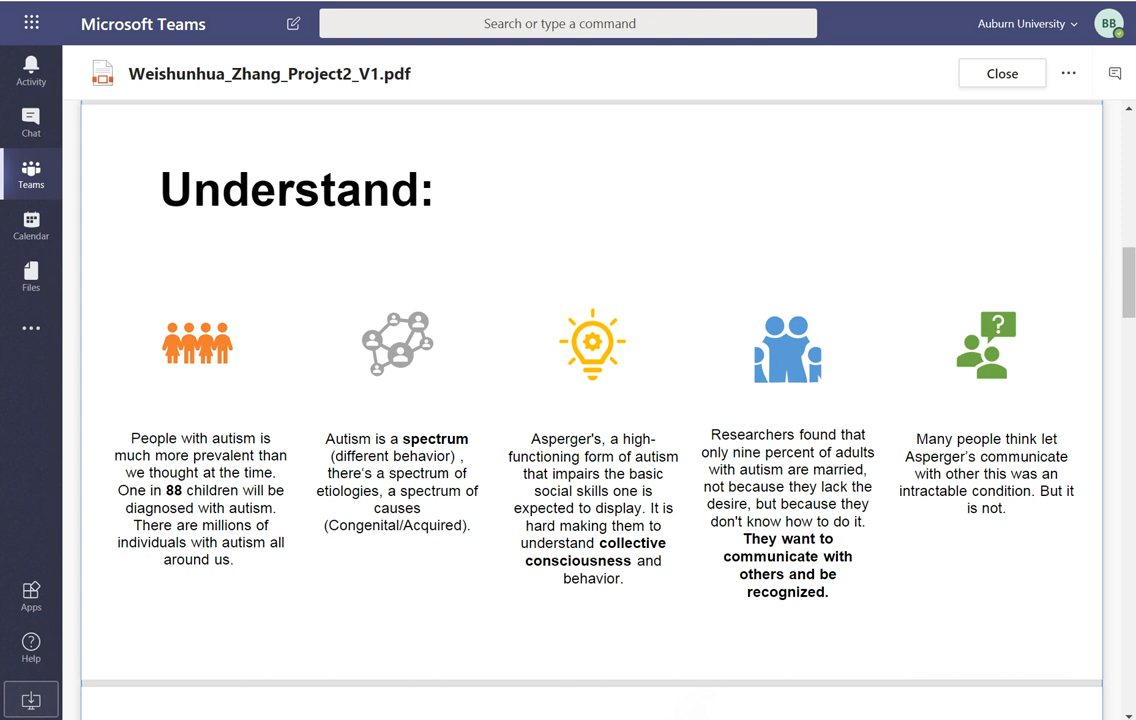 Microsoft Teams
Search or type a command
Auburn University
BB
Activity
Chat
Teams
Calendar
Files
Apps
Help
Weishunhua_Zhang_Project2_V1.pdf
Close
Understand:
?
People with autism is
much more prevalent than
we thought at the time.
One in 88 children will be
diagnosed with autism.
There are millions of
individuals with autism all
around us.
Autism is a spectrum
(different behavior) ,
there's a spectrum of
etiologies, a spectrum of
causes
(Congenital/Acquired).
Asperger's, a high-
functioning form of autism
that impairs the basic
social skills one is
expected to display. It is
hard making them to
understand collective
consciousness and
behavior.
Researchers found that
only nine percent of adults
with autism are married,
not because they lack the
desire, but because they
don't know how to do it.
They want to
communicate with
others and be
recognized.
Many people think let
Asperger's communicate
with other this was an
intractable condition. But it
is not.